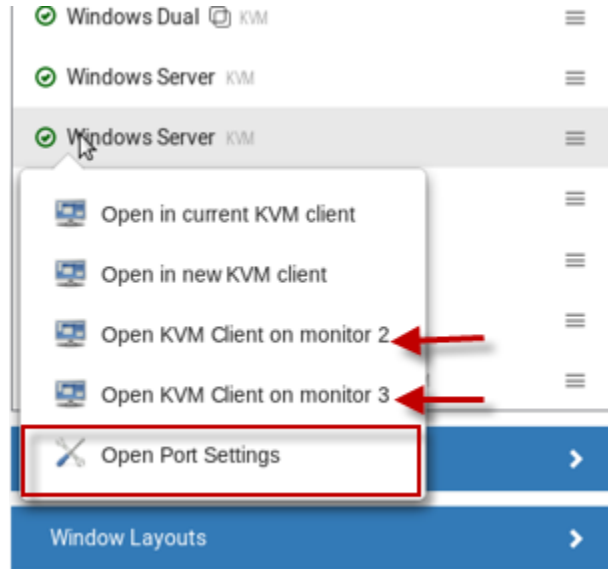 Windows Dual KVM
Windows Server KVM
Windows Server KVM
Open in current KVM client
Open in new KVM client
Open KVM Client on monitor 2
Open KVM Client on monitor 3
Open Port Settings
Window Layouts